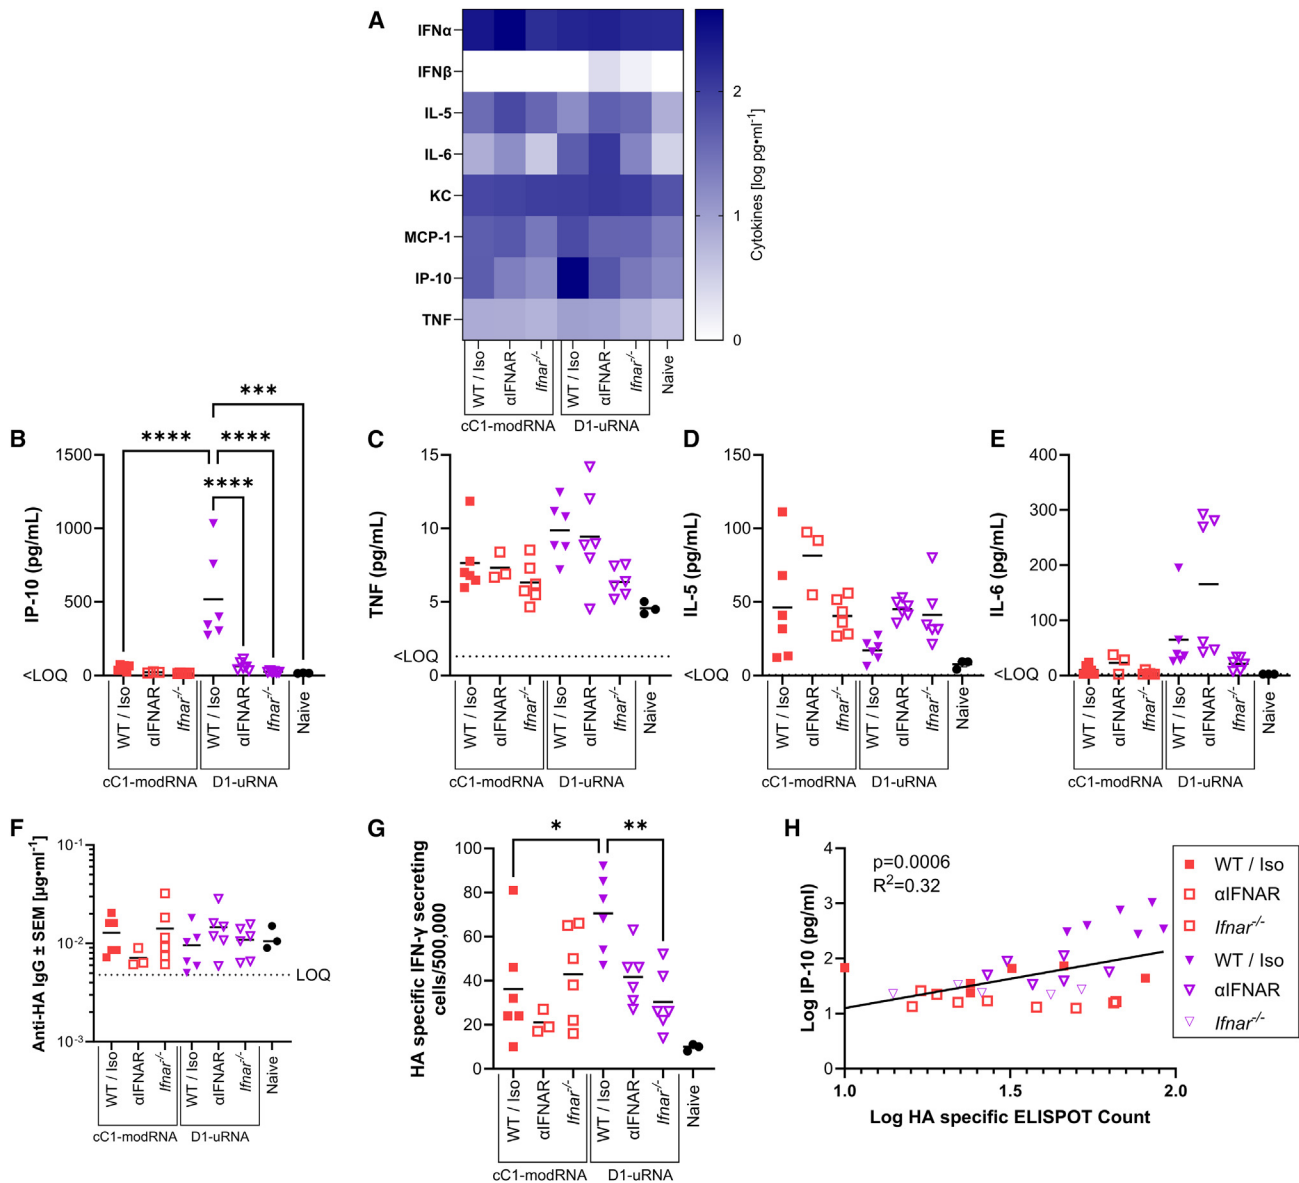 A
IFNα
IFNβ
IL-5
IL-6
KC
MCP-1
IP-10
TNF
2
1
0
Cytokines [log pg•ml-1]
WT / Iso
αIFNAR
Ifnar-/-
WT / Iso
αIFNAR
Ifnar-/-
Naive
cC1-modRNA
D1-uRNA
B
IP-10 (pg/mL)
1500
1000
500
0
<LOQ
****
****
***
****
WT / Iso
αIFNAR
Ifnar-/-
WT / Iso
αIFNAR
Ifnar-/-
Naive
cC1-modRNA
D1-uRNA
C
TNF (pg/mL)
15
10
5
0
<LOQ
WT / Iso
αIFNAR
Ifnar-/-
WT / Iso
αIFNAR
Ifnar-/-
Naive
cC1-modRNA
D1-uRNA
D
IL-5 (pg/mL)
150
100
50
0
<LOQ
WT / Iso
αIFNAR
Ifnar-/-
WT / Iso
αIFNAR
Ifnar-/-
Naive
cC1-modRNA
D1-uRNA
E
IL-6 (pg/mL)
400
300
200
100
0
<LOQ
WT / Iso
αIFNAR
Ifnar-/-
WT / Iso
αIFNAR
Ifnar-/-
Naive
cC1-modRNA
D1-uRNA
F
Anti-HA IgG ± SEM [µg•ml-1]
10-1
10-2
10-3
LOQ
WT / Iso
αIFNAR
Ifnar-/-
WT / Iso
αIFNAR
Ifnar-/-
Naive
cC1-modRNA
D1-uRNA
G
HA specific IFN-γ secreting
cells/500,000
100
80
60
40
20
0
*
**
WT / Iso
αIFNAR
Ifnar-/-
WT / Iso
αIFNAR
Ifnar-/-
Naive
cC1-modRNA
D1-uRNA
H
Log IP-10 (pg/ml)
4
3
2
1
0
p=0.0006
R2=0.32
1.0
1.5
2.0
Log HA specific ELISPOT Count
WT / Iso
αIFNAR
Ifnar-/-
WT / Iso
αIFNAR
Ifnar-/-